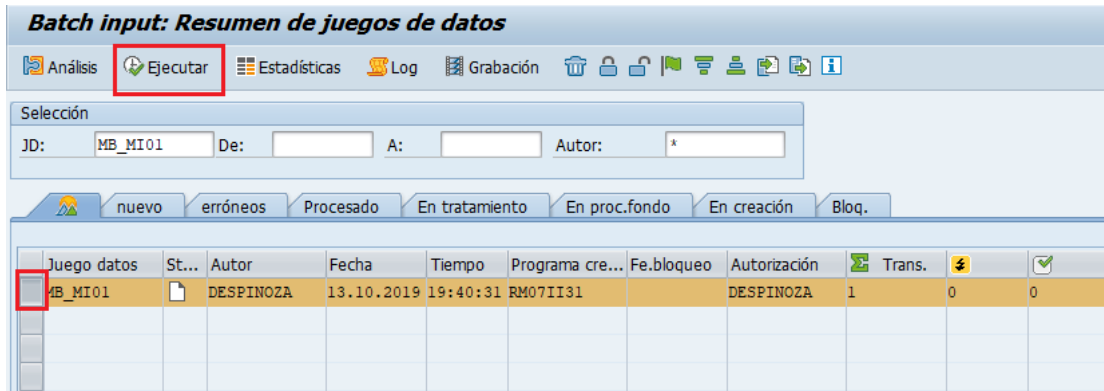 Batch input: Resumen de juegos de datos
Análisis Ejecutar Estadísticas Log Grabación
Selección
JD: MB_MI01 De: A: Autor: *
nuevo erróneos Procesado En tratamiento En proc.fondo En creación Bloq.
Juego datos St... Autor Fecha Tiempo Programa cre... Fe.bloqueo Autorización Trans.
MB_MI01 DESPINOZA 13.10.2019 19:40:31 RM07II31 DESPINOZA 1 0 0